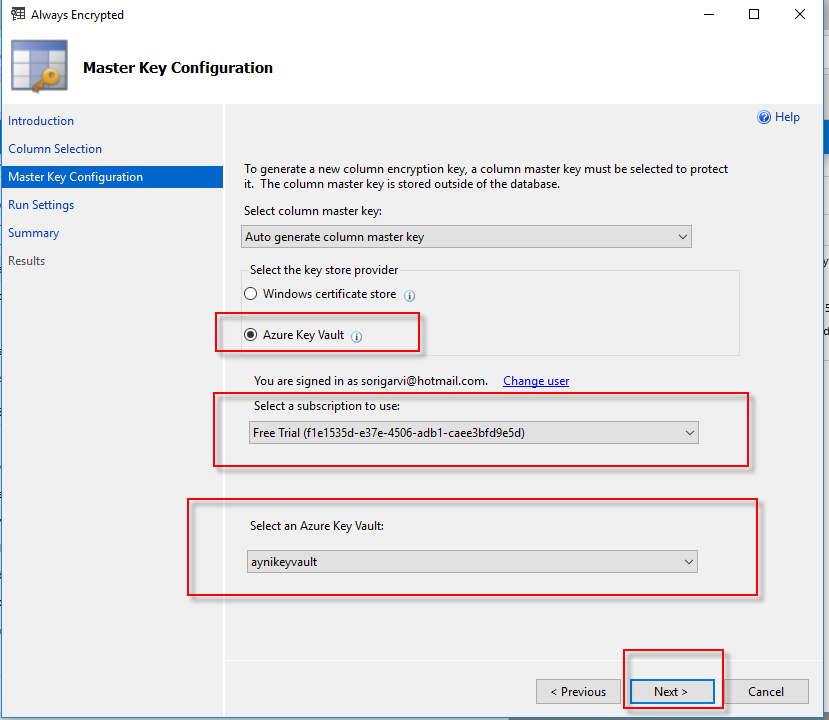 Always Encrypted
Master Key Configuration
Introduction
Column Selection
Master Key Configuration
Run Settings
Summary
Results
Help
To generate a new column encryption key, a column master key must be selected to protect
it. The column master key is stored outside of the database.
Select column master key:
Auto generate column master key
Select the key store provider
Windows certificate store
Azure Key Vault
You are signed in as sorigarvi@hotmail.com. Change user
Select a subscription to use:
Free Trial (f1e1535d-e37e-4506-adb1-caee3bfd9e5d)
Select an Azure Key Vault:
aynikeyvault
< Previous
Next >
Cancel